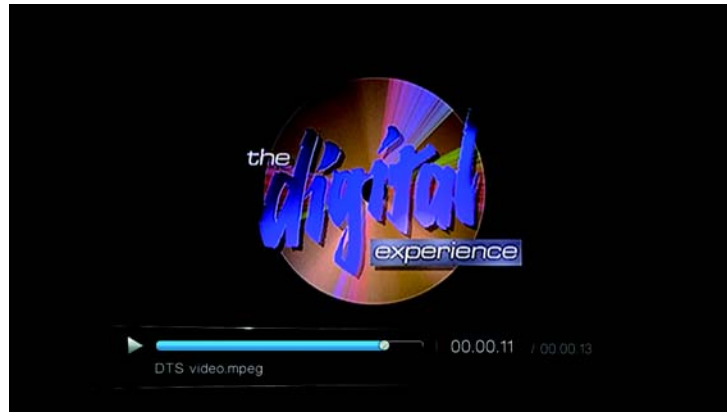 the
digital
experience
00.00.11 / 00.00.13
DTS video.mpeg